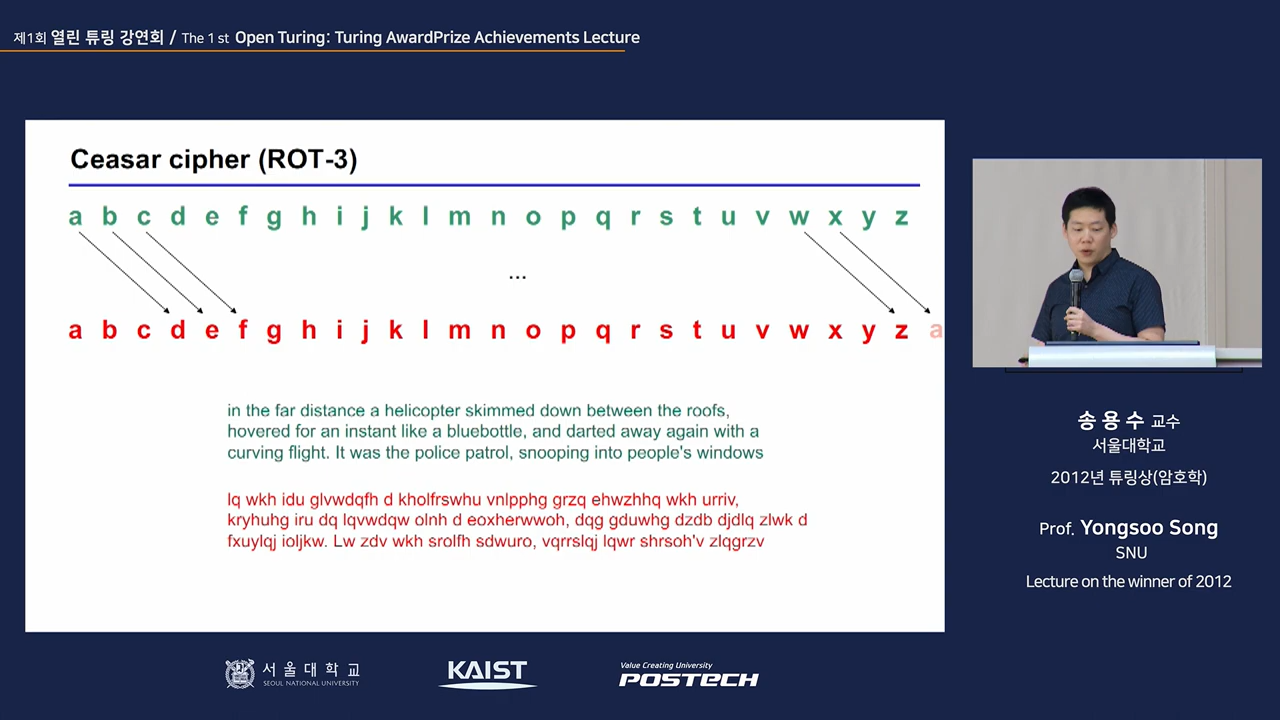 제1회 열린 튜링 강연회 / The 1 st Open Turing: Turing AwardPrize Achievements Lecture
Ceasar cipher (ROT-3)
a b c d e f g h i j k l m n o p q r s t u v w x y z
...
a b c d e f g h i j k l m n o p q r s t u v w x y z a
in the far distance a helicopter skimmed down between the roofs,
hovered for an instant like a bluebottle, and darted away again with a
curving flight. It was the police patrol, snooping into people's windows
lq wkh idu glvwdqfh d kholfrswhu vnlpphg grzq ehwzhhq wkh urriv,
kryhuhg iru dq lqvwdqw olnh d eoxherwwoh, dqg gduwhg dzdb djdlq zlwk d
fxuylqj ioljkw. Lw zdv wkh srolfh sdwuro, vqrrslqj lqwr shrsoh'v zlqgrzv
송용수 교수
서울대학교
2012년 튜링상(암호학)
Prof. Yongsoo Song
SNU
Lecture on the winner of 2012
서울대학교
SEOUL NATIONAL UNIVERSITY
KAIST
Value Creating University
POSTECH